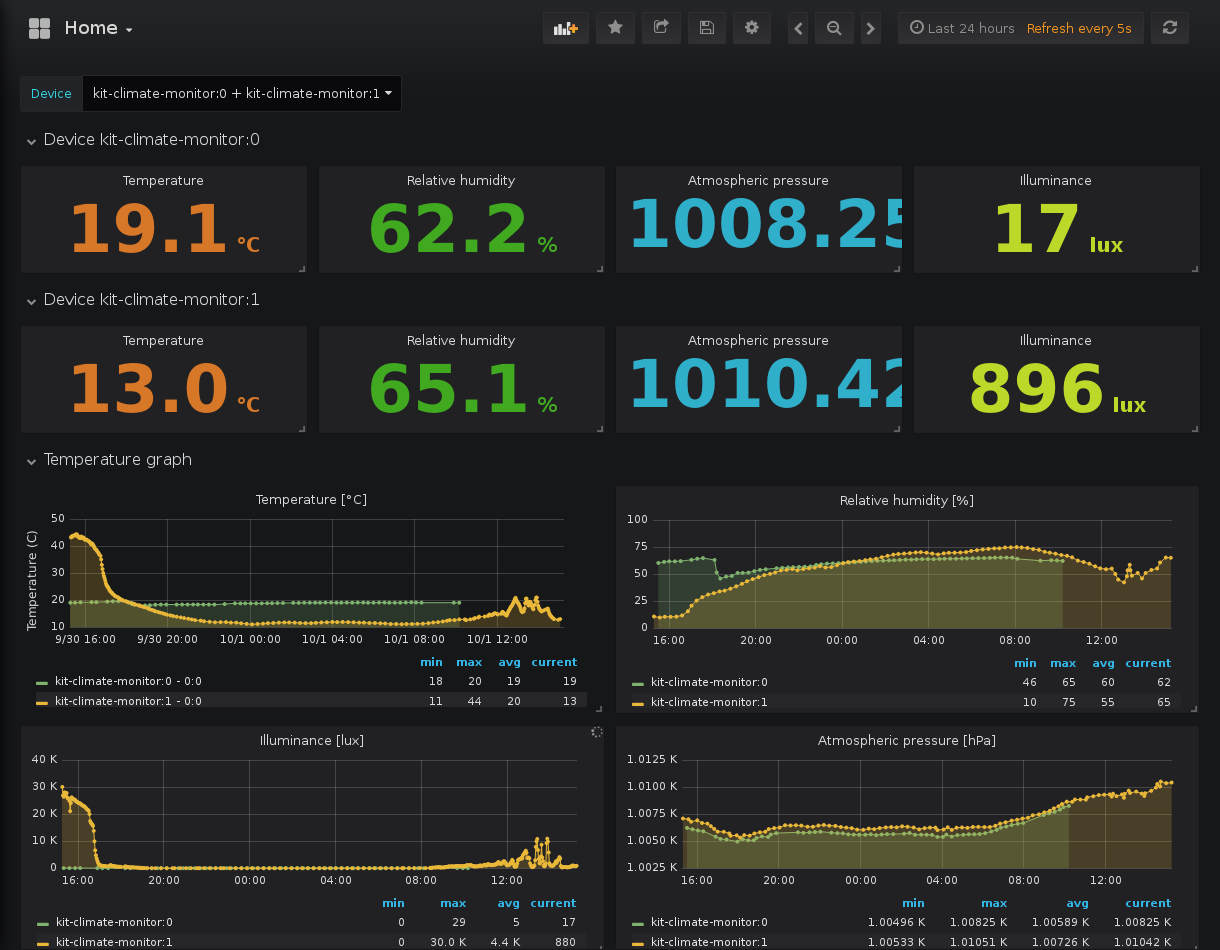 Home
Last 24 hours Refresh every 5s
Device kit-climate-monitor:0 + kit-climate-monitor:1
Device kit-climate-monitor:0
Temperature Relative humidity Atmospheric pressure Illuminance
19.1 °C 62.2 % 1008.25 17 lux
Device kit-climate-monitor:1
Temperature Relative humidity Atmospheric pressure Illuminance
13.0 °C 65.1 % 1010.42 896 lux
Temperature graph
Temperature [°C]
Temperature (C)
50
40
30
20
10
9/30 16:00 9/30 20:00 10/1 00:00 10/1 04:00 10/1 08:00 10/1 12:00
min max avg current
kit-climate-monitor:0 - 0:0 18 20 19 19
kit-climate-monitor:1 - 0:0 11 44 20 13
Relative humidity [%]
100
75
50
25
0
16:00 20:00 00:00 04:00 08:00 12:00
min max avg current
kit-climate-monitor:0 46 65 60 62
kit-climate-monitor:1 10 75 55 65
Illuminance [lux]
40 K
30 K
20 K
10 K
0
16:00 20:00 00:00 04:00 08:00 12:00
min max avg current
kit-climate-monitor:0 0 29 5 17
kit-climate-monitor:1 0 30.0 K 4.4 K 880
Atmospheric pressure [hPa]
1.0125 K
1.0100 K
1.0075 K
1.0050 K
1.0025 K
16:00 20:00 00:00 04:00 08:00 12:00
min max avg current
kit-climate-monitor:0 1.00496 K 1.00825 K 1.00589 K 1.00825 K
kit-climate-monitor:1 1.00533 K 1.01051 K 1.00726 K 1.01042 K